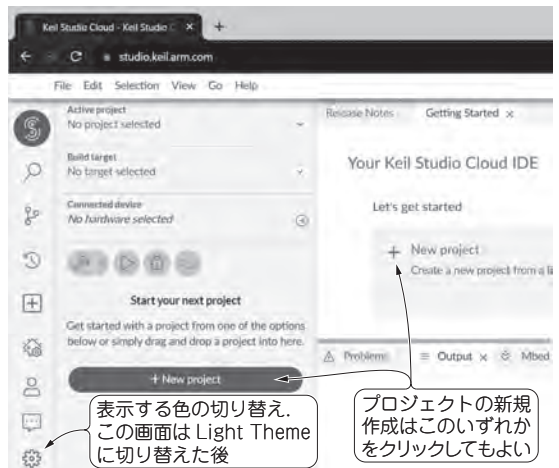 Keil Studio Cloud - Keil Studio C
studio.keil.arm.com
File Edit Selection View Go Help
Active project
No project selected
Build target
No target selected
Connected device
No hardware selected
Start your next project
Get started with a project from one of the options
below or simply drag and drop a project into here.
+ New project
Release Notes Getting Started ×
Your Keil Studio Cloud IDE
Let's get started
+ New project
Create a new project from a
Problems Output × Mbed
表示する色の切り替え.
この画面は Light Theme
に切り替えた後
プロジェクトの新規
作成はこのいずれか
をクリックしてもよい